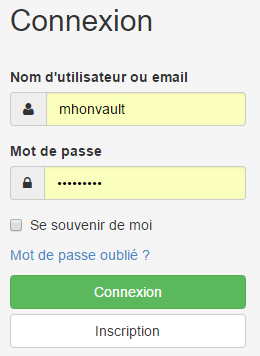 Connexion
Nom d'utilisateur ou email
mhonvault
Mot de passe
•••••••••
Se souvenir de moi
Mot de passe oublié ?
Connexion
Inscription